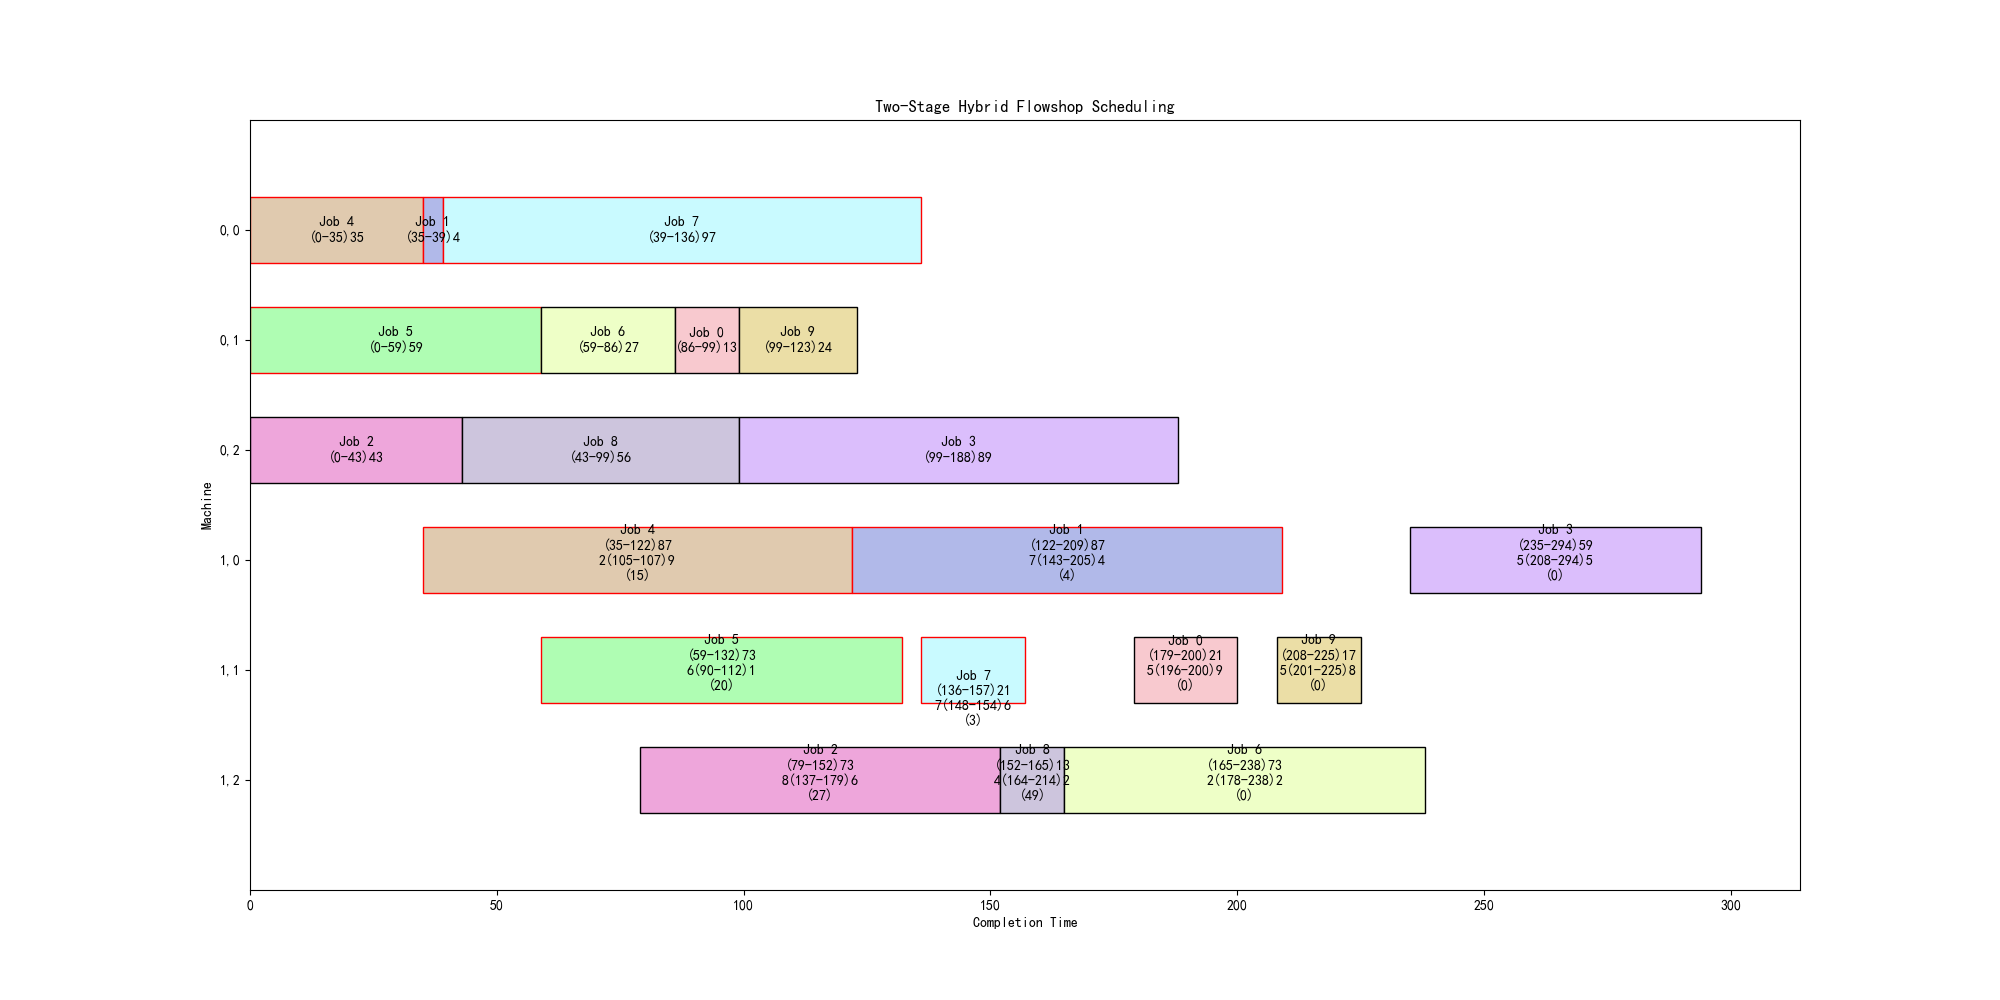 Two-Stage Hybrid Flowshop Scheduling
Machine
0,0
Job 4
(0-35)35
Job 1
(35-39)4
Job 7
(39-136)97
0,1
Job 5
(0-59)59
Job 6
(59-86)27
Job 0
(86-99)13
Job 9
(99-123)24
0,2
Job 2
(0-43)43
Job 8
(43-99)56
Job 3
(99-188)89
1,0
Job 4
(35-122)87
2(105-107)9
(15)
Job 1
(122-209)87
7(143-205)4
(4)
Job 3
(235-294)59
5(208-294)5
(0)
1,1
Job 5
(59-132)73
6(90-112)1
(20)
Job 7
(136-157)21
7(148-154)6
(3)
Job 0
(179-200)21
5(196-200)9
(0)
Job 9
(208-225)17
5(201-225)8
(0)
1,2
Job 2
(79-152)73
8(137-179)6
(27)
Job 8
(152-165)13
4(164-214)2
(49)
Job 6
(165-238)73
2(178-238)2
(0)
0 50 100 150 200 250 300
Completion Time